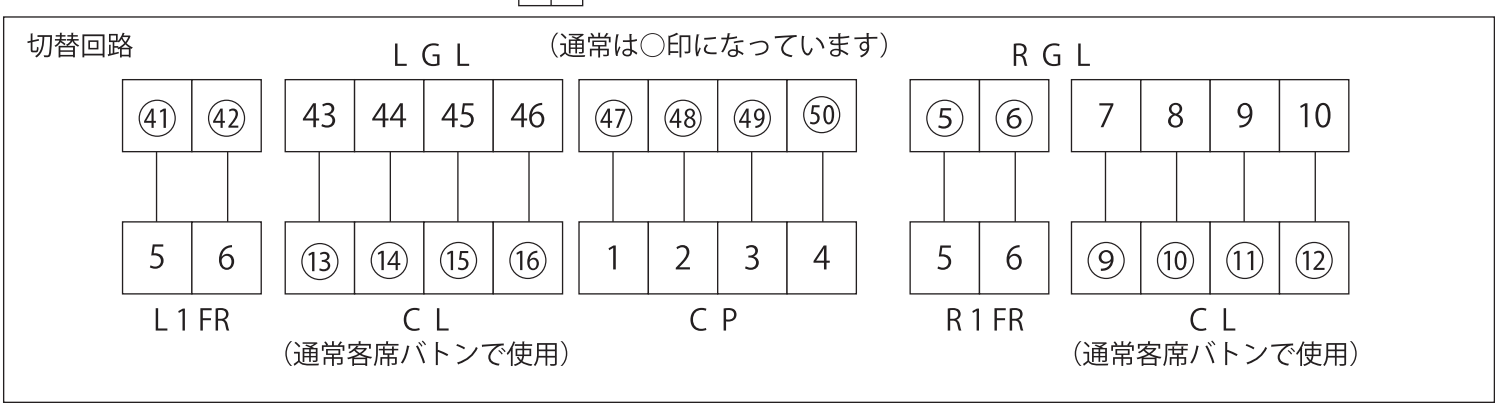 切替回路
L G L (通常は○印になっています) R G L
㊶ ㊷ 43 44 45 46 ㊼ ㊽ ㊾ ㊿ ⑤ ⑥ 7 8 9 10
5 6 ⑬ ⑭ ⑮ ⑯ 1 2 3 4 5 6 ⑨ ⑩ ⑪ ⑫
L 1 FR C L C P R 1 FR C L
(通常客席バトンで使用) (通常客席バトンで使用)